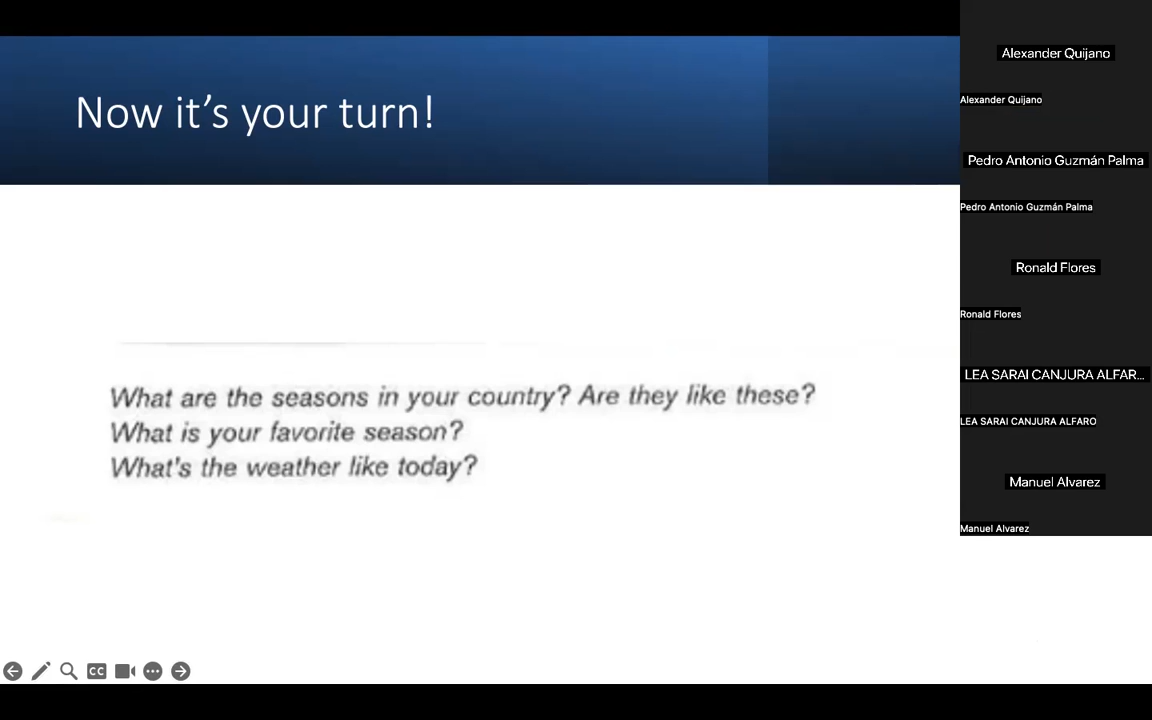 Now it's your turn!
What are the seasons in your country? Are they like these?
What is your favorite season?
What's the weather like today?
Alexander Quijano
Alexander Quijano
Pedro Antonio Guzmán Palma
Pedro Antonio Guzmán Palma
Ronald Flores
Ronald Flores
LEA SARAI CANJURA ALFAR...
LEA SARAI CANJURA ALFARO
Manuel Alvarez
Manuel Alvarez
CC